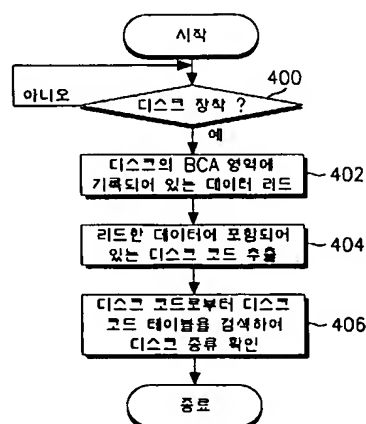 시작
400
아니오
디스크 장착 ?
예
디스크의 BCA 영역에
기록되어 있는 데이터 리드
402
리드한 데이터에 포함되어
있는 디스크 코드 추출
404
디스크 코드로부터 디스크
코드 테이블을 검색하여
디스크 종류 확인
406
종료